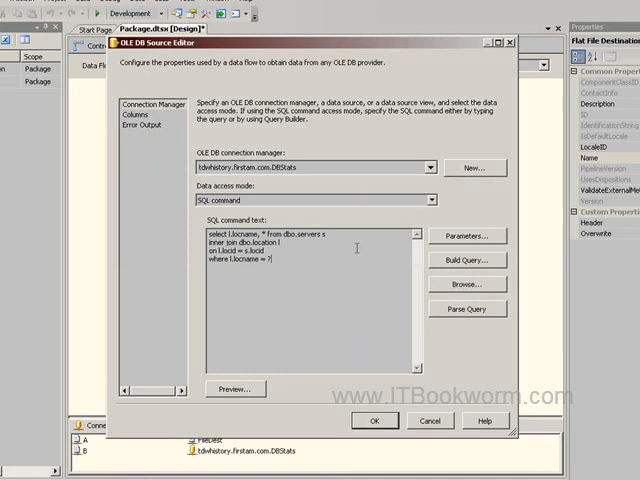 Development
Start Page
Package.dtsx [Design]*
Scope
Package
Package
OLE DB Source Editor
Configure the properties used by a data flow to obtain data from any OLE DB provider.
Connection Manager
Columns
Error Output
Specify an OLE DB connection manager, a data source, or a data source view, and select the data
access mode. If using the SQL command access mode, specify the SQL command either by typing
the query or by using Query Builder.
OLE DB connection manager:
tdwhistory.firstam.com.DBStats
New...
Data access mode:
SQL command
SQL command text:
select l.locname, * from dbo.servers s
inner join dbo.location l
on l.locid = s.locid
where l.locname = ?
Parameters...
Build Query...
Browse...
Parse Query
Preview...
OK
Cancel
Help
www.ITBookworm.com
A
FileDest
B
tdwhistory.firstam.com.DBStats
Properties
Flat File Destination
Common Prope
ComponentClassID
ContactInfo
Description
ID
IdentificationString
IsDefaultLocale
LocaleID
Name
PipelineVersion
UsesDispositions
ValidateExternalMet
Custom Propert
Header
Overwrite